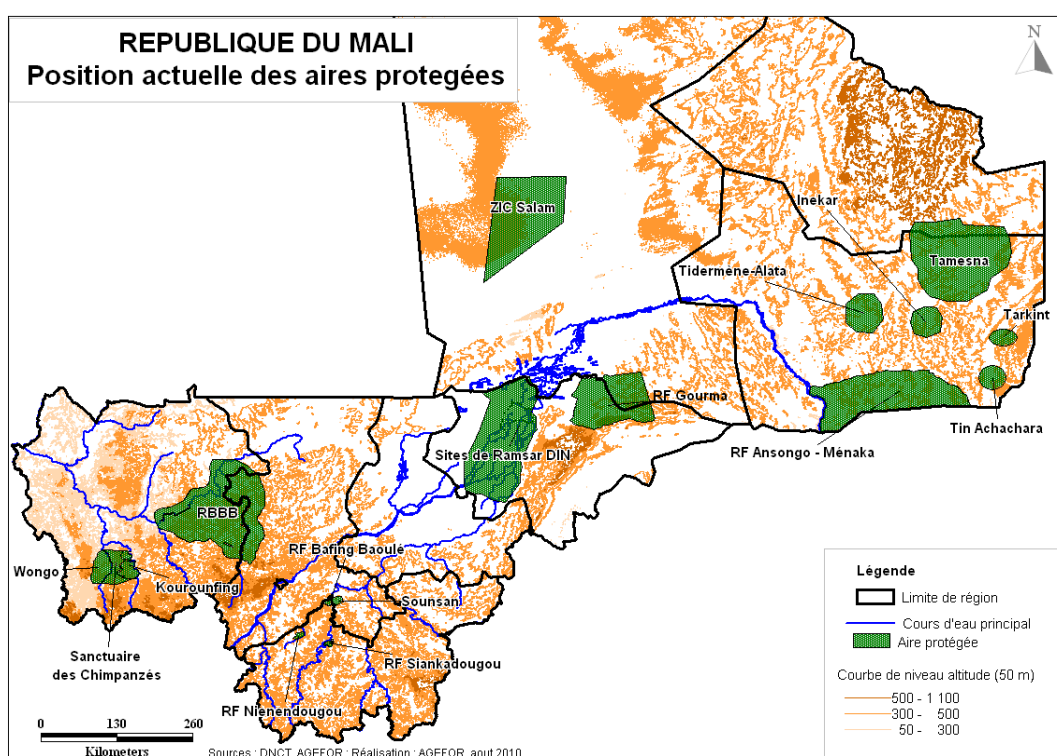 REPUBLIQUE DU MALI
Position actuelle des aires protegées
N
ZIC Salam
Inekar
Tamesna
Tidermene-Alata
Tarkint
RF Gourma
Tin Achachara
RF Ansongo - Ménaka
Sites de Ramsar DIN
RBBB
RF Bafing Baoulé
Wongo
Kourounfing
Sounsan
Sanctuaire
des Chimpanzès
RF Siankadougou
RF Nienendougou
Légende
Limite de région
Cours d'eau principal
Aire protégée
Courbe de niveau altitude (50 m)
500 - 1 100
300 - 500
50 - 300
0 130 260
Kilometers
Sources : DNCT, AGEFOR ; Réalisation : AGEFOR, aout 2010